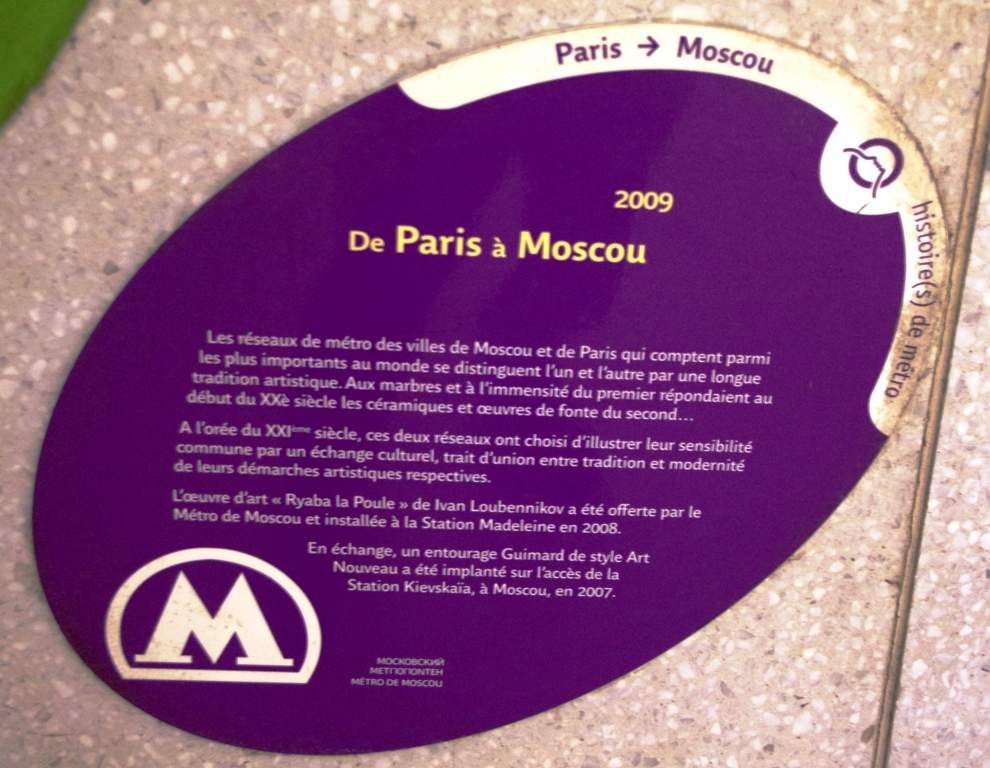 Paris → Moscou
histoire(s) de métro
2009
De Paris à Moscou
Les réseaux de métro des villes de Moscou et de Paris qui comptent parmi
les plus importants au monde se distinguent l'un et l'autre par une longue
tradition artistique. Aux marbres et à l'immensité du premier répondaient au
début du XXè siècle les céramiques et œuvres de fonte du second...
A l'orée du XXIème siècle, ces deux réseaux ont choisi d'illustrer leur sensibilité
commune par un échange culturel, trait d'union entre tradition et modernité
de leurs démarches artistiques respectives.
L'œuvre d'art « Ryaba la Poule » de Ivan Loubennikov a été offerte par le
Métro de Moscou et installée à la Station Madeleine en 2008.
En échange, un entourage Guimard de style Art
Nouveau a été implanté sur l'accès de la
Station Kievskaïa, à Moscou, en 2007.
M
МОСКОВСКИЙ
МЕТПОПОНТЕН
MÉTRO DE MOSCOU